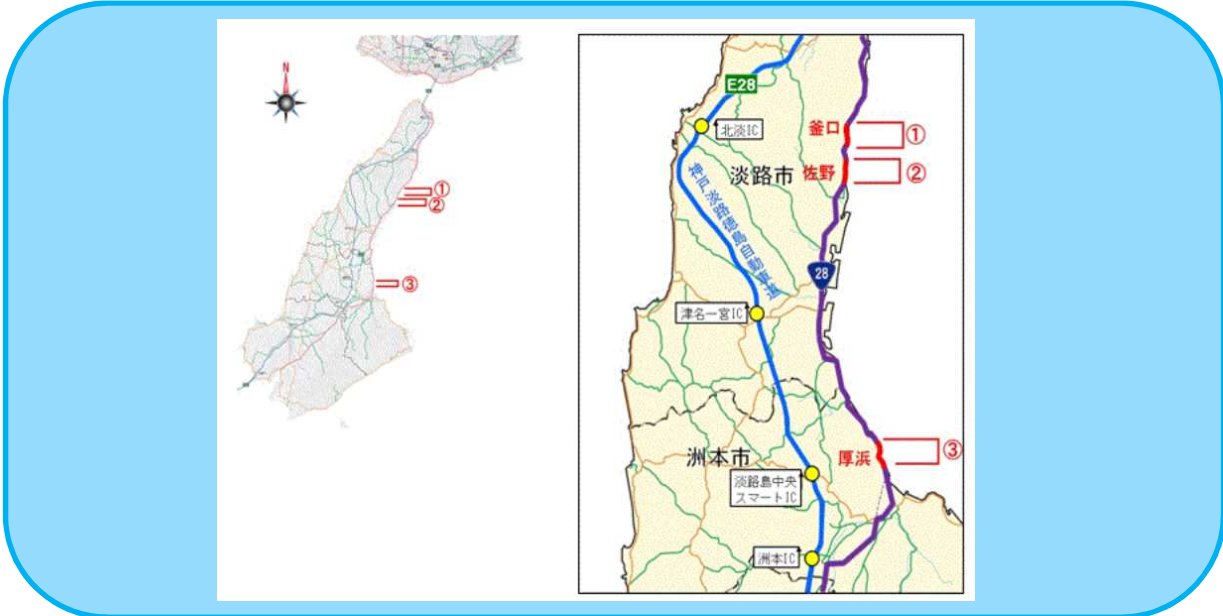 N
①
②
③
E28
北淡IC
釜口
①
淡路市
佐野
②
神戸淡路徳島自動車道
28
津名一宮IC
洲本市
厚浜
③
淡路島中央
スマートIC
洲本IC